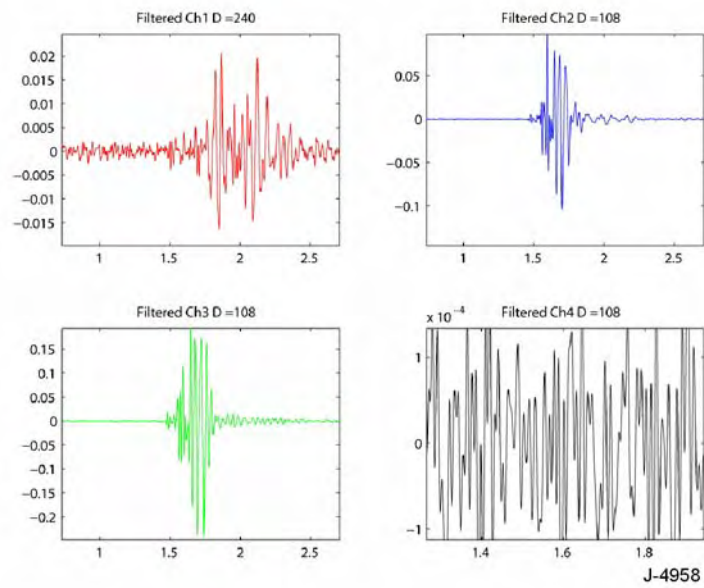 Filtered Ch1 D =240
0.02
0.015
0.01
0.005
0
−0.005
−0.01
−0.015
1 1.5 2 2.5
Filtered Ch2 D =108
0.05
0
−0.05
−0.1
1 1.5 2 2.5
Filtered Ch3 D =108
0.15
0.1
0.05
0
−0.05
−0.1
−0.15
−0.2
1 1.5 2 2.5
Filtered Ch4 D =108
x 10⁻⁴
1
0
−1
1.4 1.6 1.8
J-4958